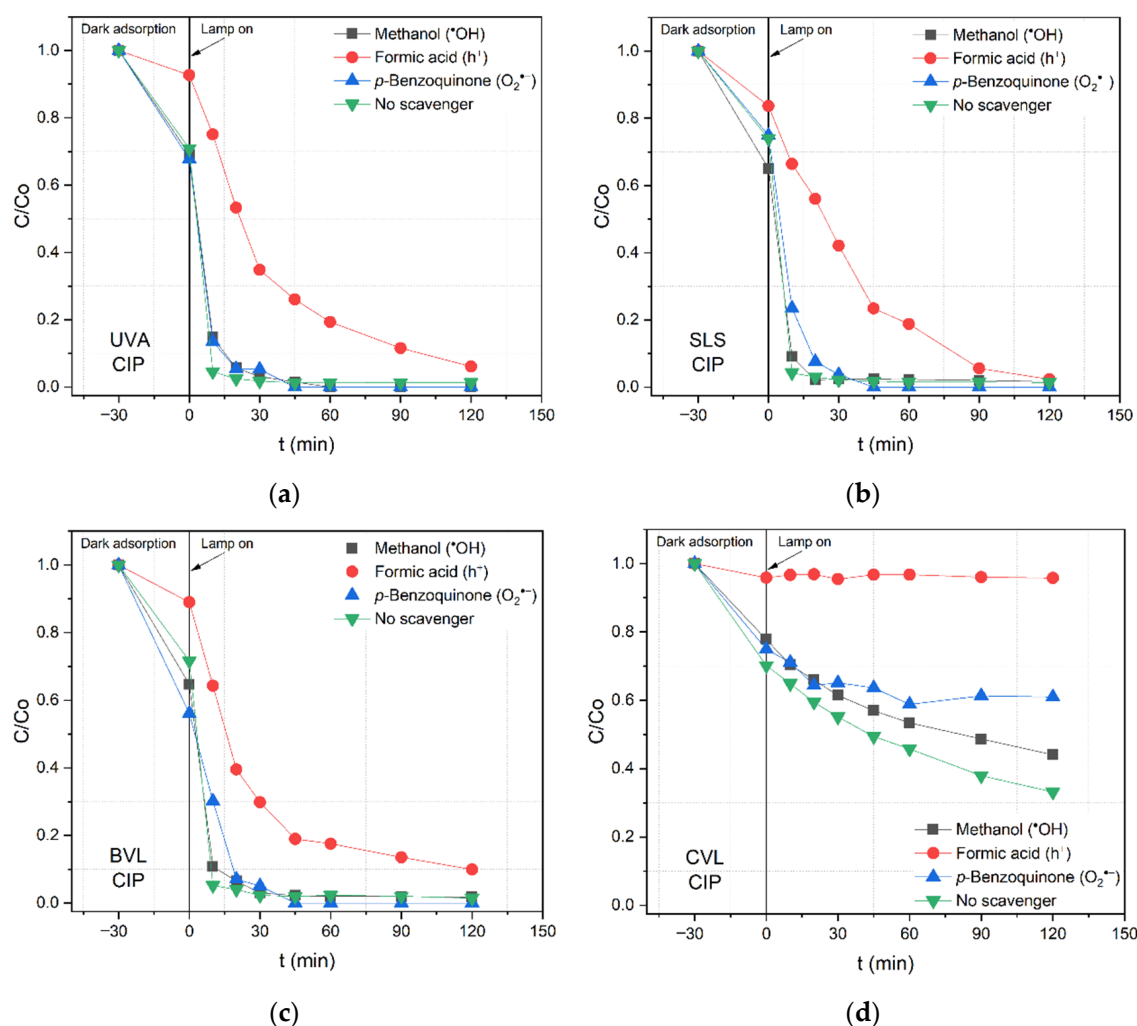 Dark adsorption Lamp on
Methanol (•OH)
Formic acid (h⁺)
p-Benzoquinone (O₂•⁻)
No scavenger
1.0
0.8
0.6
0.4
0.2
0.0
C/Co
UVA
CIP
−30 0 30 60 90 120 150
t (min)
(a)
Dark adsorption Lamp on
Methanol (•OH)
Formic acid (h⁺)
p-Benzoquinone (O₂•)
No scavenger
1.0
0.8
0.6
0.4
0.2
0.0
C/Co
SLS
CIP
−30 0 30 60 90 120 150
t (min)
(b)
Dark adsorption Lamp on
Methanol (•OH)
Formic acid (h⁺)
p-Benzoquinone (O₂•⁻)
No scavenger
1.0
0.8
0.6
0.4
0.2
0.0
C/Co
BVL
CIP
−30 0 30 60 90 120 150
t (min)
(c)
Dark adsorption Lamp on
1.0
0.8
0.6
0.4
0.2
0.0
C/Co
Methanol (•OH)
Formic acid (h⁺)
p-Benzoquinone (O₂•⁻)
No scavenger
CVL
CIP
−30 0 30 60 90 120 150
t (min)
(d)